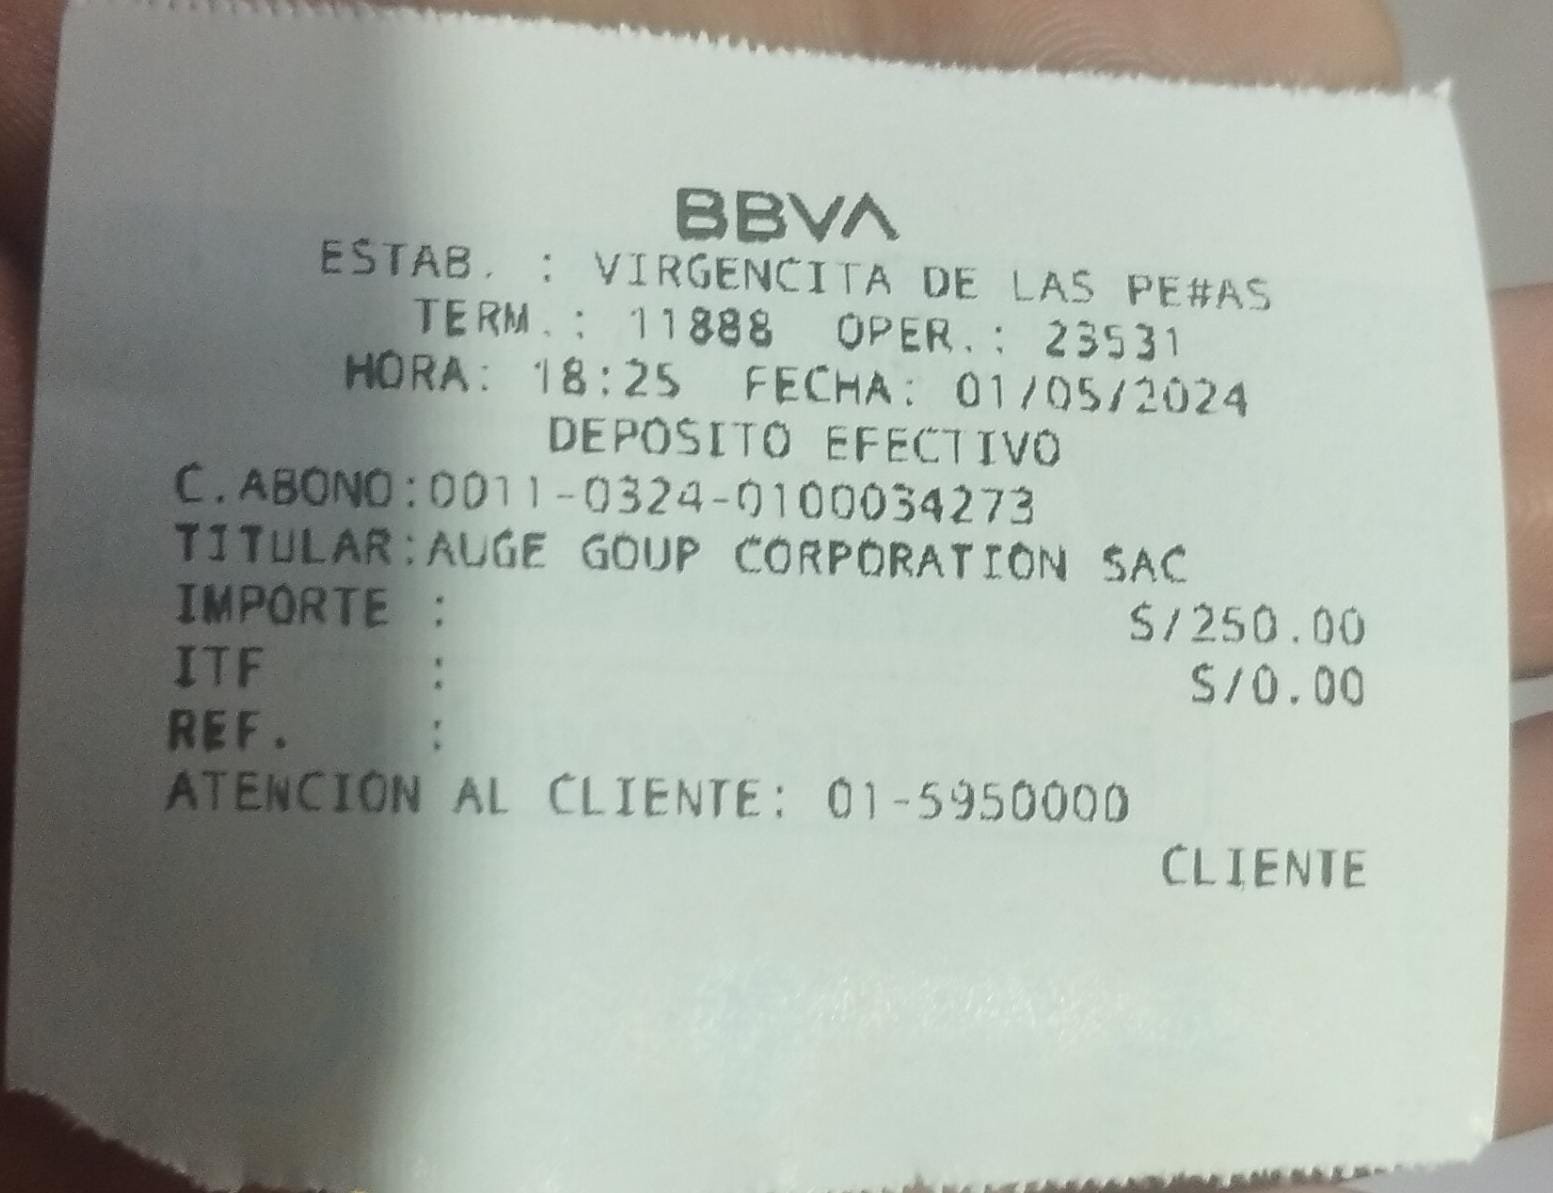 BBVA
ESTAB. : VIRGENCITA DE LAS PE#AS
TERM.: 11888 OPER.: 23531
HORA: 18:25 FECHA: 01/05/2024
DEPOSITO EFECTIVO
C.ABONO:0011-0324-0100034273
TITULAR:AUGE GOUP CORPORATION SAC
IMPORTE : S/250.00
ITF : S/0.00
REF. :
ATENCION AL CLIENTE: 01-5950000
CLIENTE